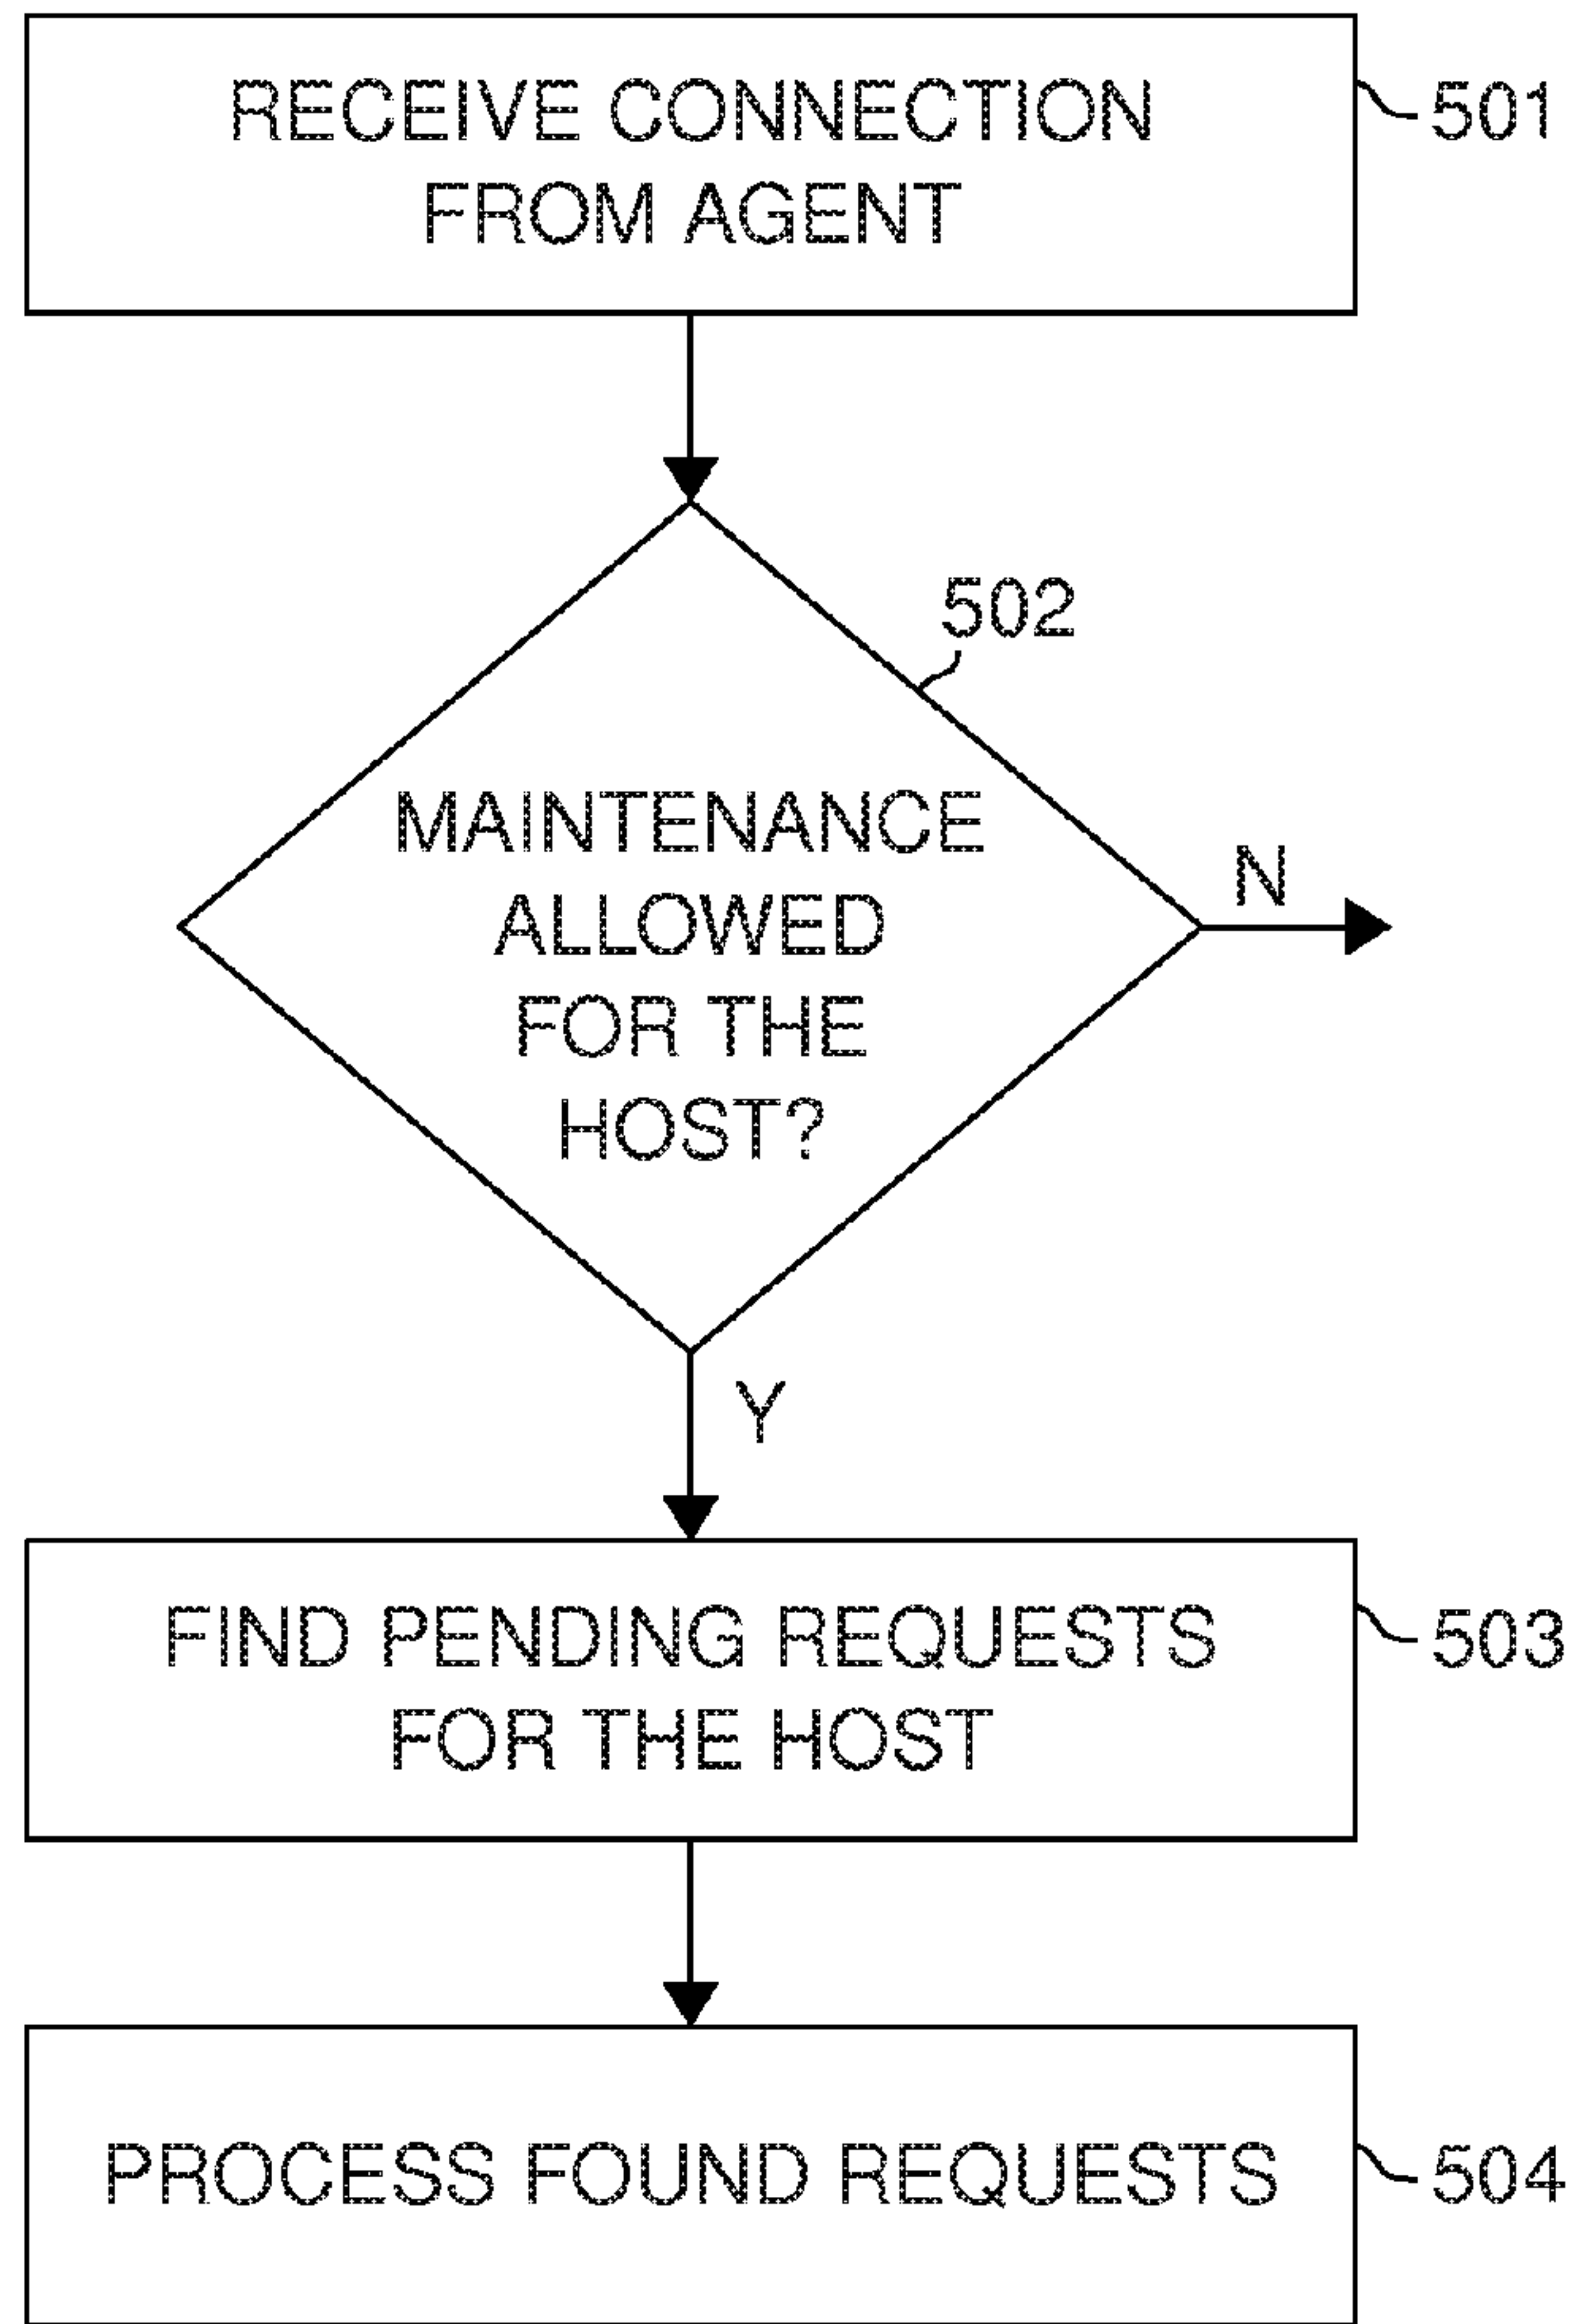 RECEIVE CONNECTION
FROM AGENT
501
502
MAINTENANCE
ALLOWED
FOR THE
HOST?
N
Y
FIND PENDING REQUESTS
FOR THE HOST
503
PROCESS FOUND REQUESTS
504